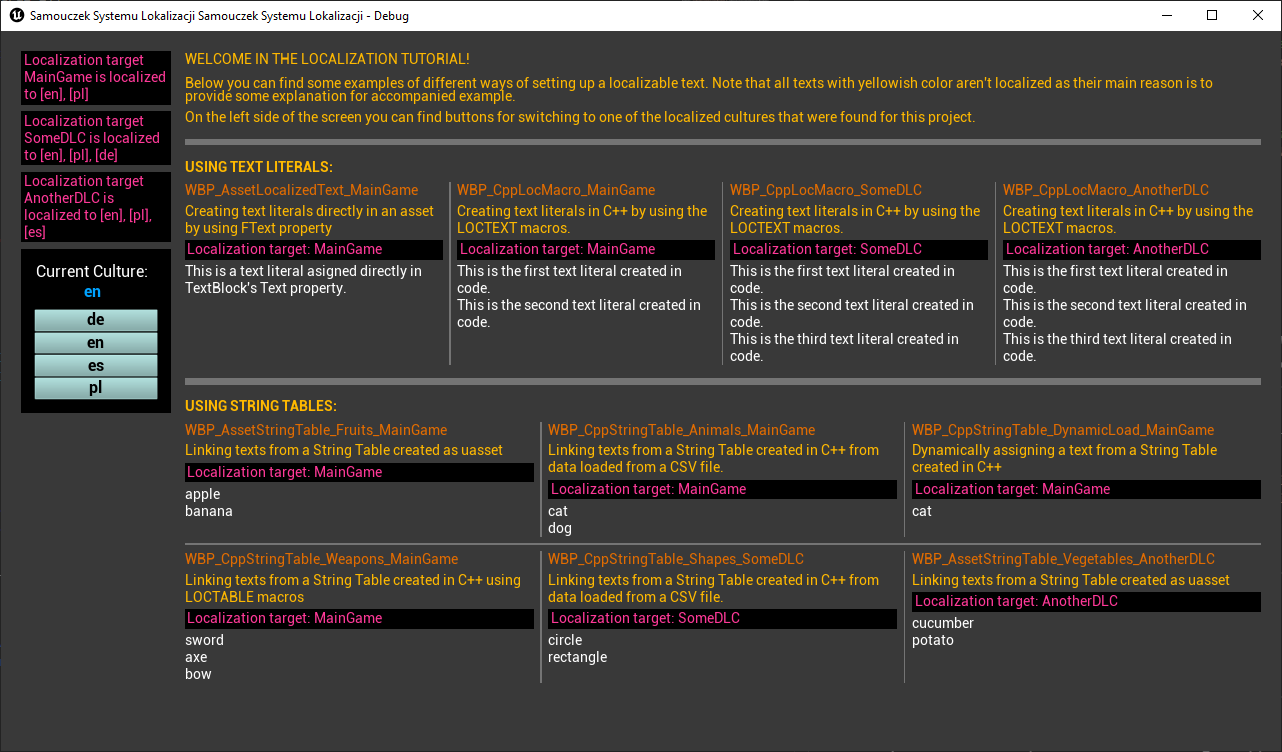 Samouczek Systemu Lokalizacji Samouczek Systemu Lokalizacji - Debug
Localization target
MainGame is localized
to [en], [pl]
Localization target
SomeDLC is localized
to [en], [pl], [de]
Localization target
AnotherDLC is
localized to [en], [pl],
[es]
Current Culture:
en
de
en
es
pl
WELCOME IN THE LOCALIZATION TUTORIAL!
Below you can find some examples of different ways of setting up a localizable text. Note that all texts with yellowish color aren't localized as their main reason is to
provide some explanation for accompanied example.
On the left side of the screen you can find buttons for switching to one of the localized cultures that were found for this project.
USING TEXT LITERALS:
WBP_AssetLocalizedText_MainGame
Creating text literals directly in an asset
by using FText property
Localization target: MainGame
This is a text literal asigned directly in
TextBlock's Text property.
WBP_CppLocMacro_MainGame
Creating text literals in C++ by using the
LOCTEXT macros.
Localization target: MainGame
This is the first text literal created in
code.
This is the second text literal created in
code.
WBP_CppLocMacro_SomeDLC
Creating text literals in C++ by using the
LOCTEXT macros.
Localization target: SomeDLC
This is the first text literal created in
code.
This is the second text literal created in
code.
This is the third text literal created in
code.
WBP_CppLocMacro_AnotherDLC
Creating text literals in C++ by using the
LOCTEXT macros.
Localization target: AnotherDLC
This is the first text literal created in
code.
This is the second text literal created in
code.
This is the third text literal created in
code.
USING STRING TABLES:
WBP_AssetStringTable_Fruits_MainGame
Linking texts from a String Table created as uasset
Localization target: MainGame
apple
banana
WBP_CppStringTable_Animals_MainGame
Linking texts from a String Table created in C++ from
data loaded from a CSV file.
Localization target: MainGame
cat
dog
WBP_CppStringTable_DynamicLoad_MainGame
Dynamically assigning a text from a String Table
created in C++
Localization target: MainGame
cat
WBP_CppStringTable_Weapons_MainGame
Linking texts from a String Table created in C++ using
LOCTABLE macros
Localization target: MainGame
sword
axe
bow
WBP_CppStringTable_Shapes_SomeDLC
Linking texts from a String Table created in C++ from
data loaded from a CSV file.
Localization target: SomeDLC
circle
rectangle
WBP_AssetStringTable_Vegetables_AnotherDLC
Linking texts from a String Table created as uasset
Localization target: AnotherDLC
cucumber
potato